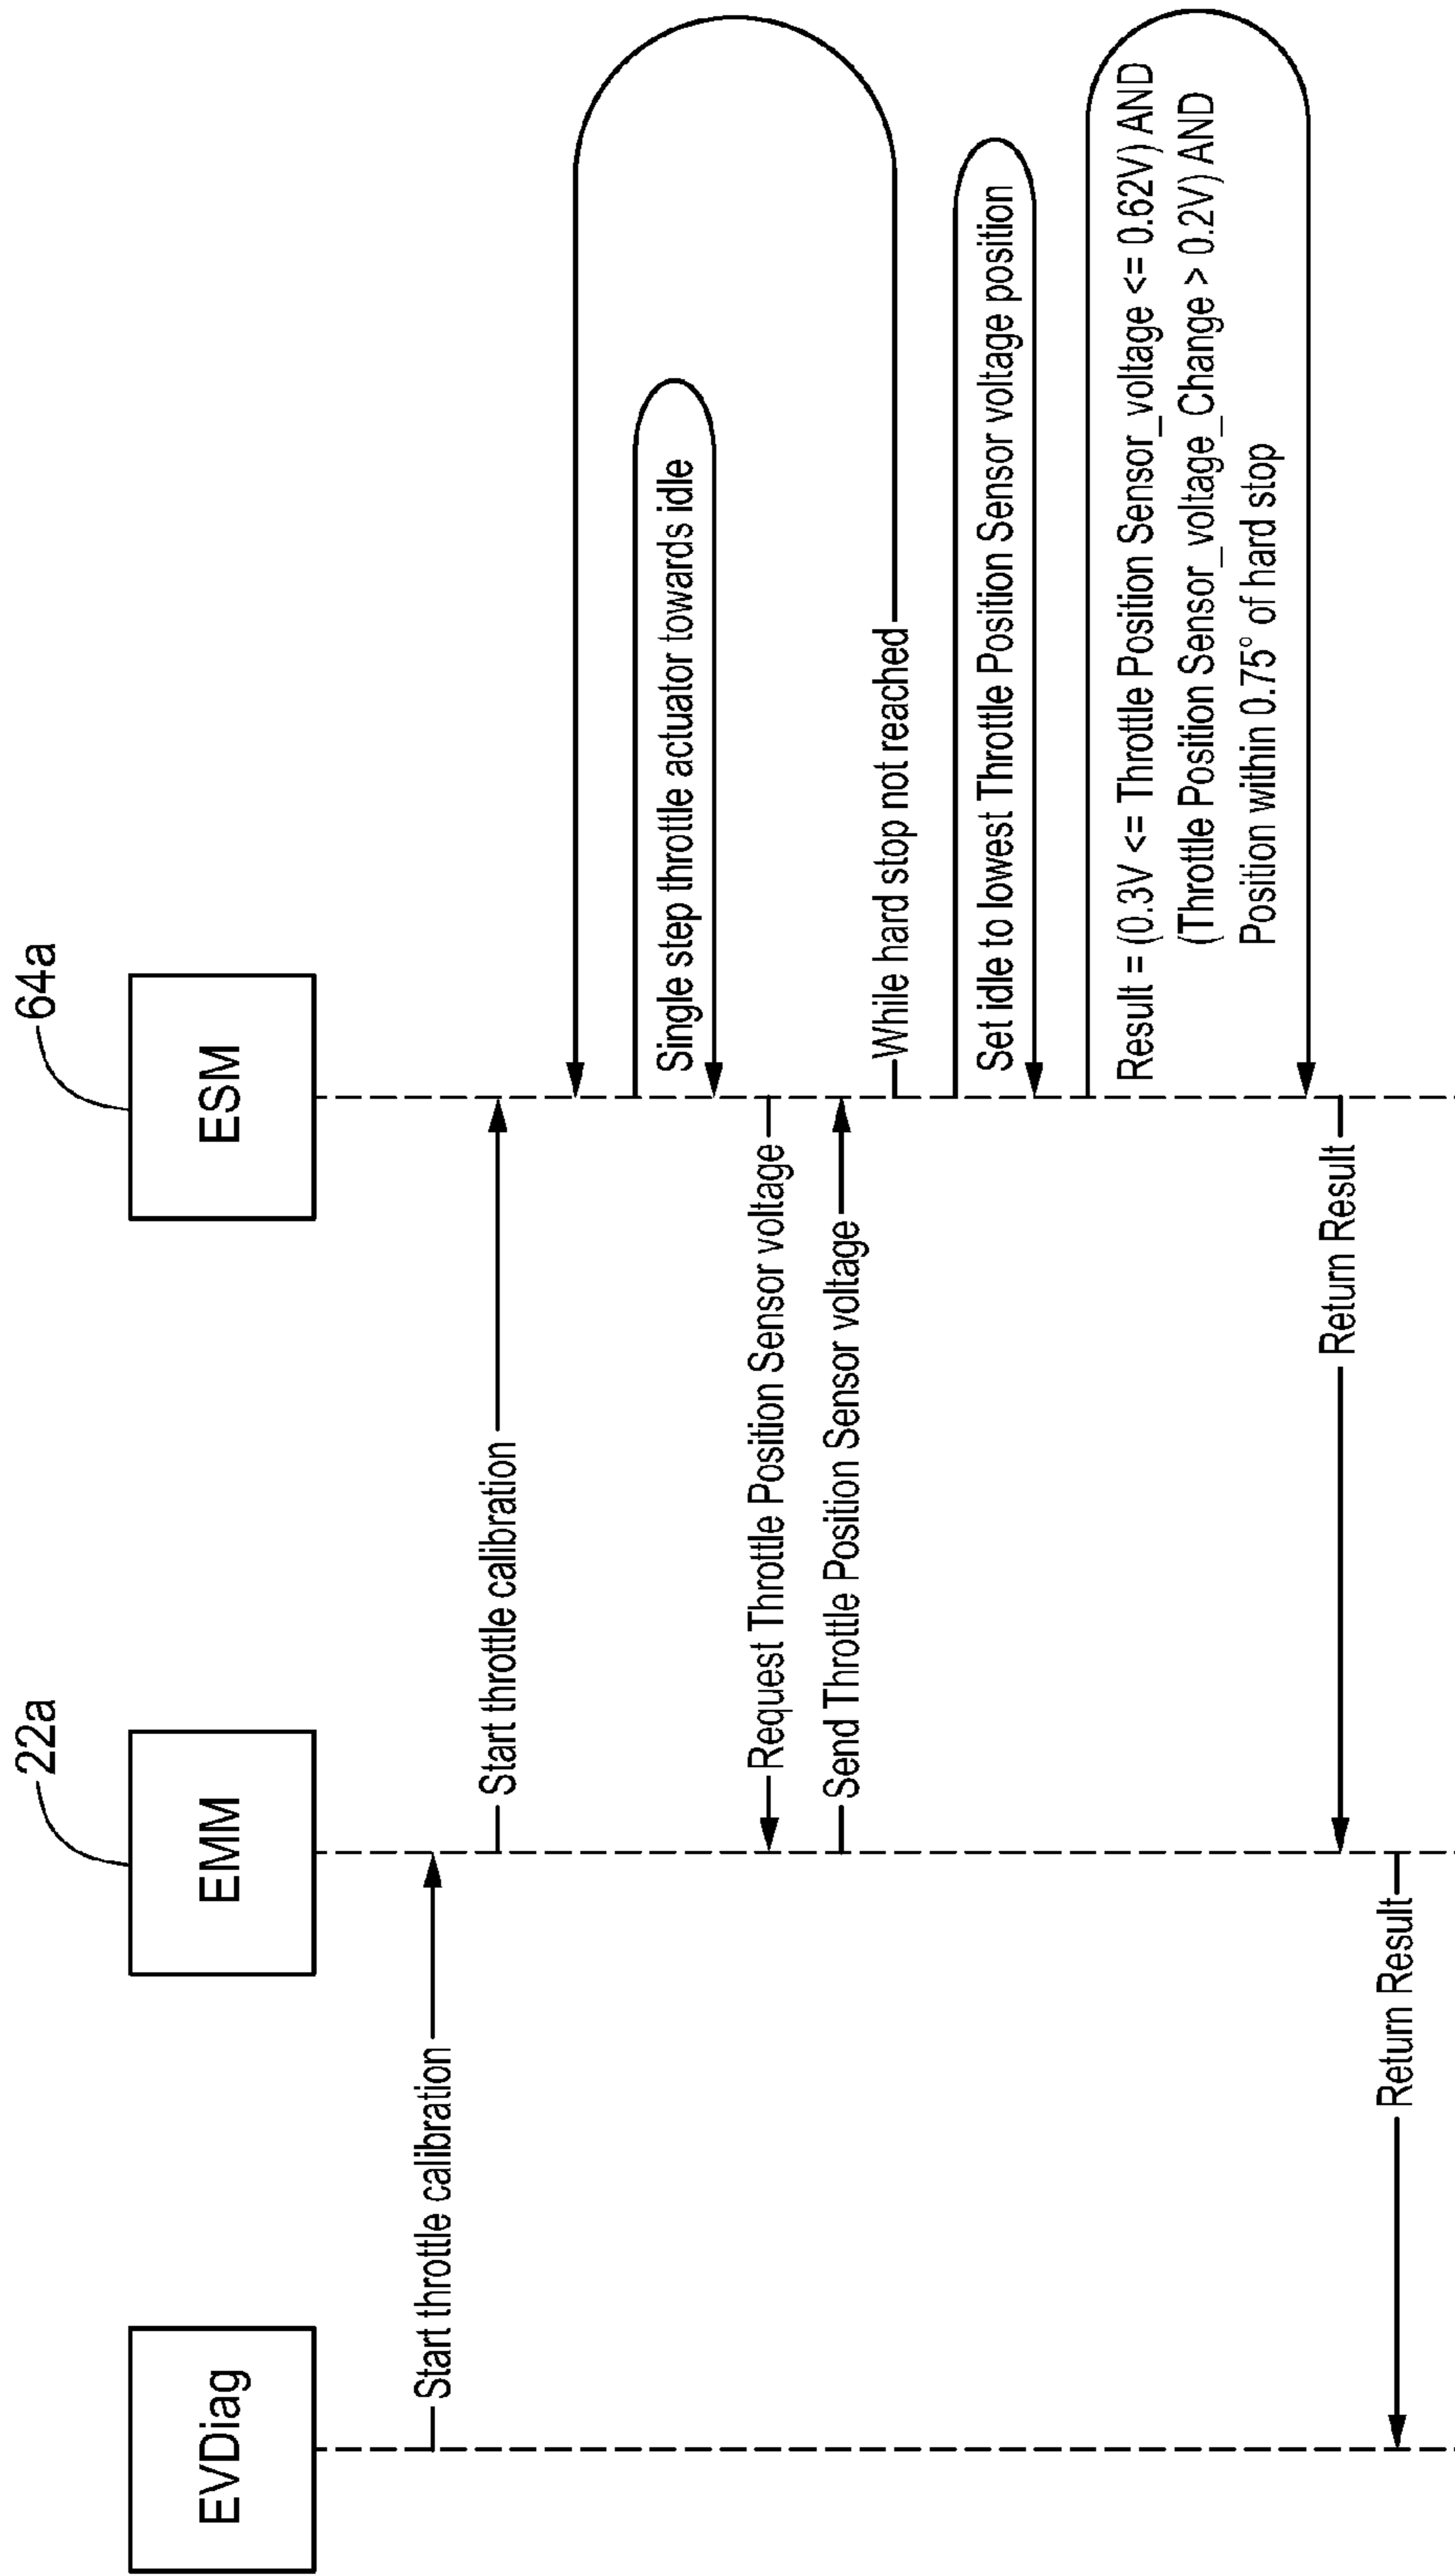 EVDiag
EMM
22a
ESM
64a
Start throttle calibration
Start throttle calibration
Single step throttle actuator towards idle
Request Throttle Position Sensor voltage
Send Throttle Position Sensor voltage
While hard stop not reached
Set idle to lowest Throttle Position Sensor voltage position
Result = (0.3V <= Throttle Position Sensor_voltage <= 0.62V) AND
(Throttle Position Sensor_voltage_Change > 0.2V) AND
Position within 0.75° of hard stop
Return Result
Return Result